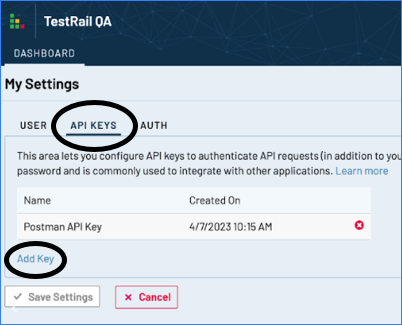 TestRail QA
DASHBOARD
My Settings
USER API KEYS AUTH
This area lets you configure API keys to authenticate API requests (in addition to you
password and is commonly used to integrate with other applications. Learn more
Name Created On
Postman API Key 4/7/2023 10:15 AM
Add Key
Save Settings Cancel